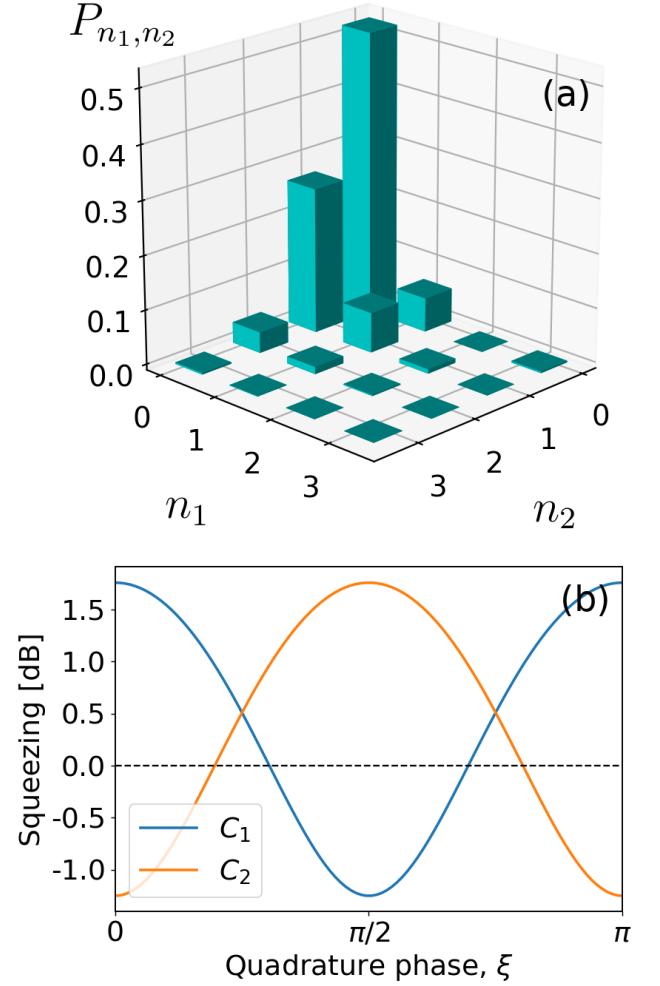 P_{n_1,n_2}
(a)
0.5
0.4
0.3
0.2
0.1
0.0
0
1
2
3
3
2
1
0
n_1
n_2
(b)
1.5
1.0
0.5
0.0
-0.5
-1.0
Squeezing [dB]
C_1
C_2
0
π/2
π
Quadrature phase, ξ